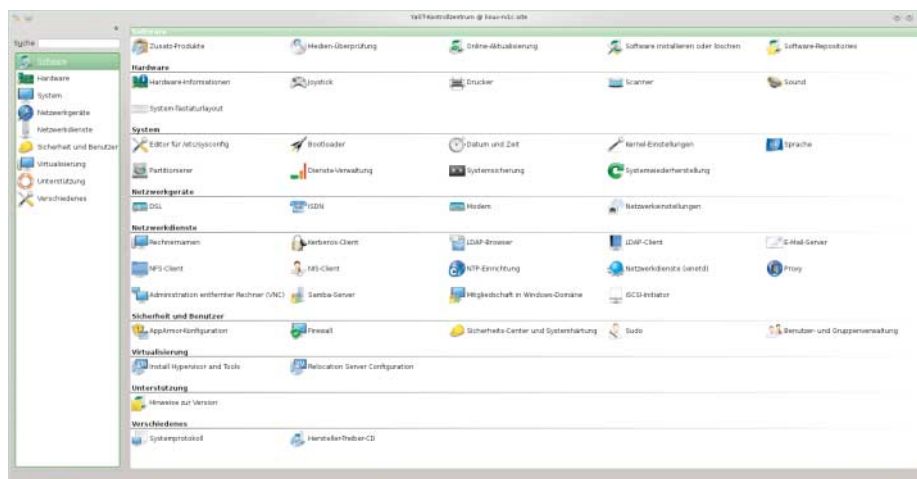 YaST-Kontrollzentrum @ linux-rv1c.site
Suche
Software
Hardware
System
Netzwerkgeräte
Netzwerkdienste
Sicherheit und Benutzer
Virtualisierung
Unterstützung
Verschiedenes
Software
Zusatz-Produkte
Medien-Überprüfung
Online-Aktualisierung
Software installieren oder löschen
Software-Repositories
Hardware
Hardware-Informationen
Joystick
Drucker
Scanner
Sound
System-Tastaturlayout
System
Editor für /etc/sysconfig
Bootloader
Datum und Zeit
Kernel-Einstellungen
Sprache
Partitionierer
Dienste-Verwaltung
Systemsicherung
Systemwiederherstellung
Netzwerkgeräte
DSL
ISDN
Modem
Netzwerkeinstellungen
Netzwerkdienste
Rechnernamen
Kerberos-Client
LDAP-Browser
LDAP-Client
E-Mail-Server
NFS-Client
NIS-Client
NTP-Einrichtung
Netzwerkdienste (xinetd)
Proxy
Administration entfernter Rechner (VNC)
Samba-Server
Mitgliedschaft in Windows-Domäne
iSCSI-Initiator
Sicherheit und Benutzer
AppArmor-Konfiguration
Firewall
Sicherheits-Center und Systemhärtung
Sudo
Benutzer- und Gruppenverwaltung
Virtualisierung
Install Hypervisor and Tools
Relocation Server Configuration
Unterstützung
Hinweise zur Version
Verschiedenes
Systemprotokoll
Hersteller-Treiber-CD